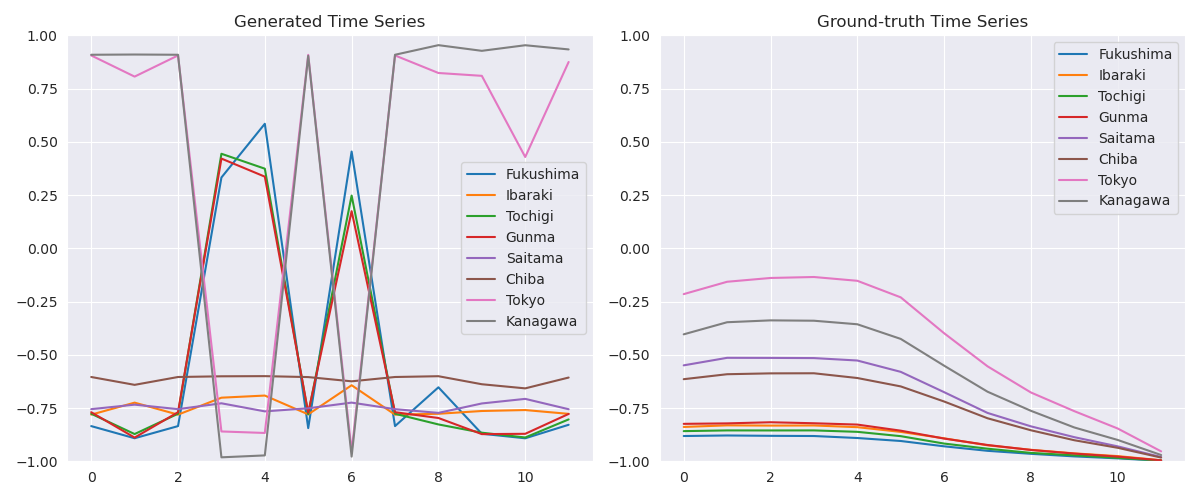 Generated Time Series
1.00
0.75
0.50
0.25
0.00
−0.25
−0.50
−0.75
−1.00
0 2 4 6 8 10
Fukushima
Ibaraki
Tochigi
Gunma
Saitama
Chiba
Tokyo
Kanagawa
Ground-truth Time Series
1.00
0.75
0.50
0.25
0.00
−0.25
−0.50
−0.75
−1.00
0 2 4 6 8 10
Fukushima
Ibaraki
Tochigi
Gunma
Saitama
Chiba
Tokyo
Kanagawa